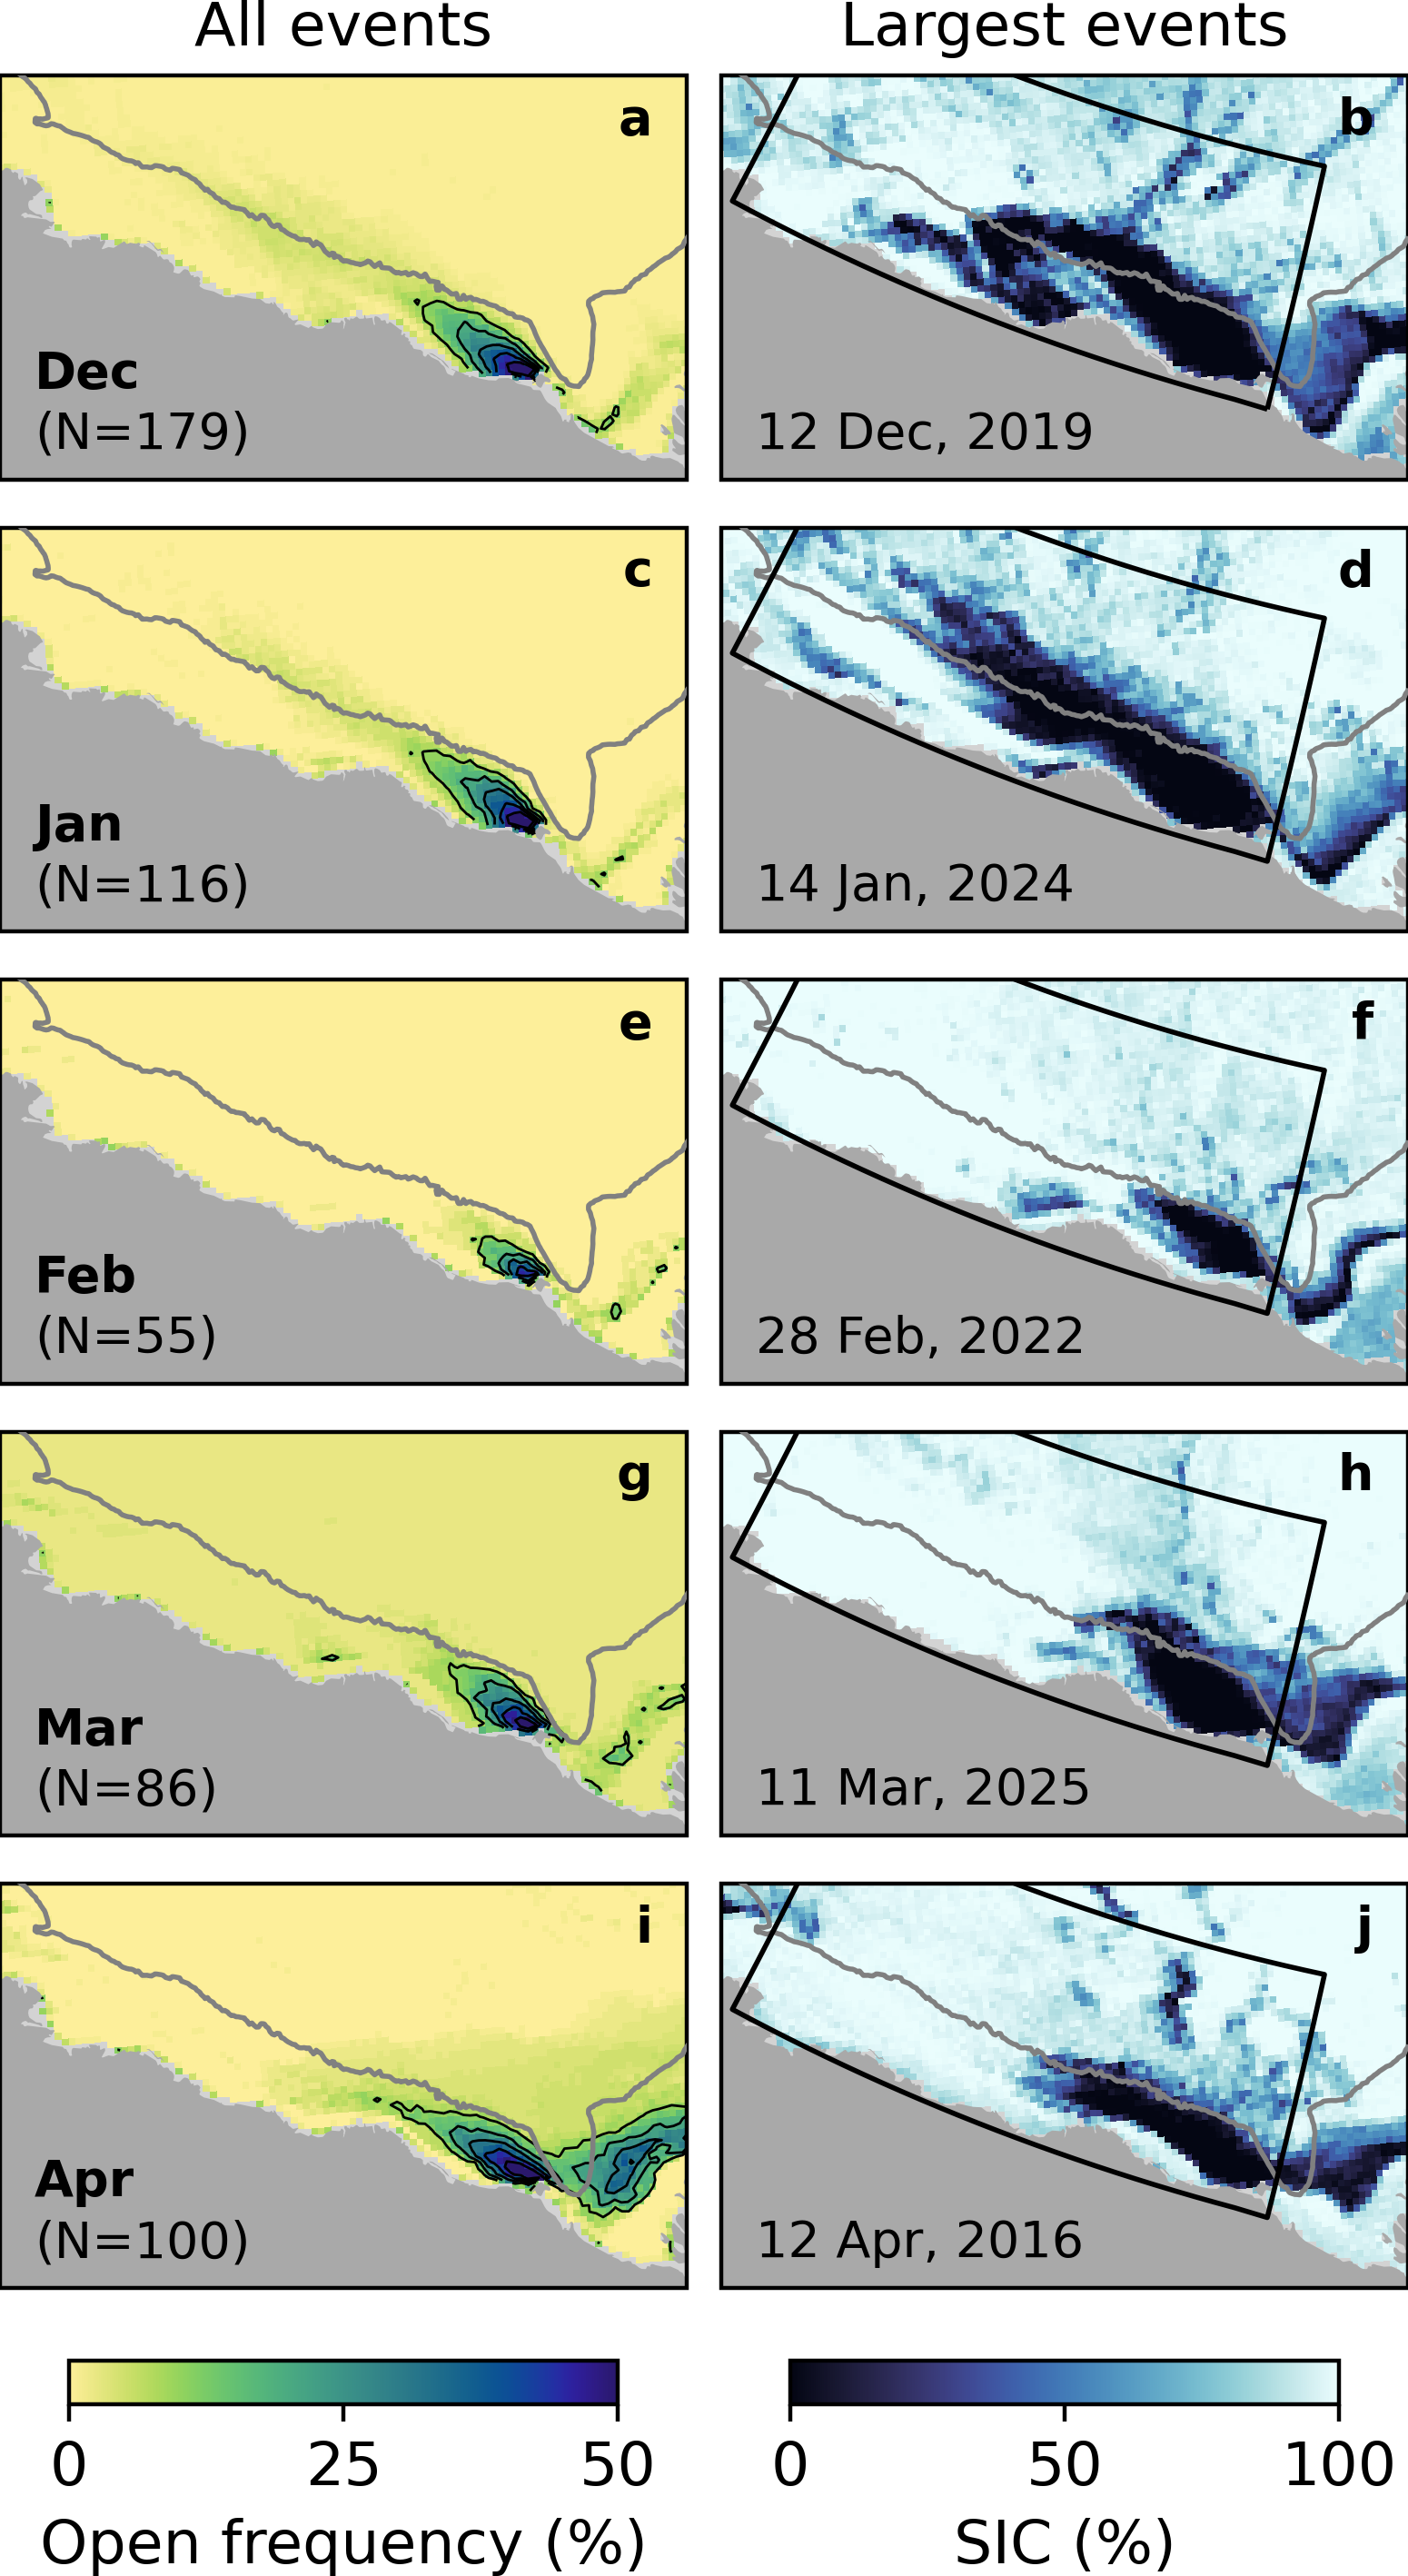 All events
Largest events
a
Dec
(N=179)
b
12 Dec, 2019
c
Jan
(N=116)
d
14 Jan, 2024
e
Feb
(N=55)
f
28 Feb, 2022
g
Mar
(N=86)
h
11 Mar, 2025
i
Apr
(N=100)
j
12 Apr, 2016
0 25 50
Open frequency (%)
0 50 100
SIC (%)